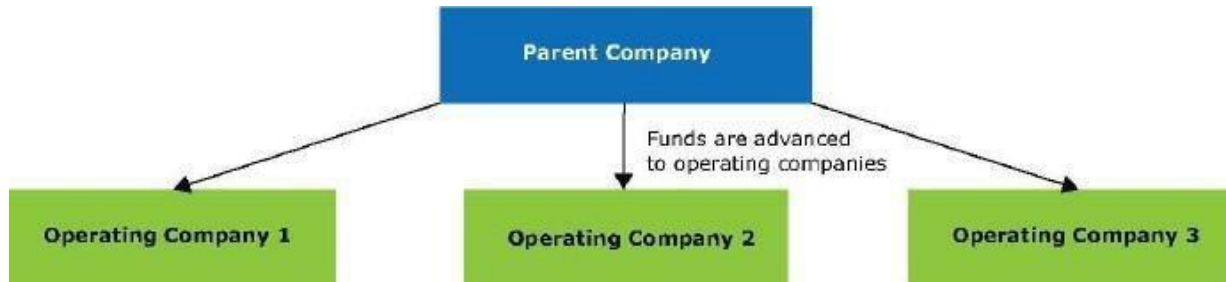 Parent Company
Funds are advanced
to operating companies
Operating Company 1
Operating Company 2
Operating Company 3